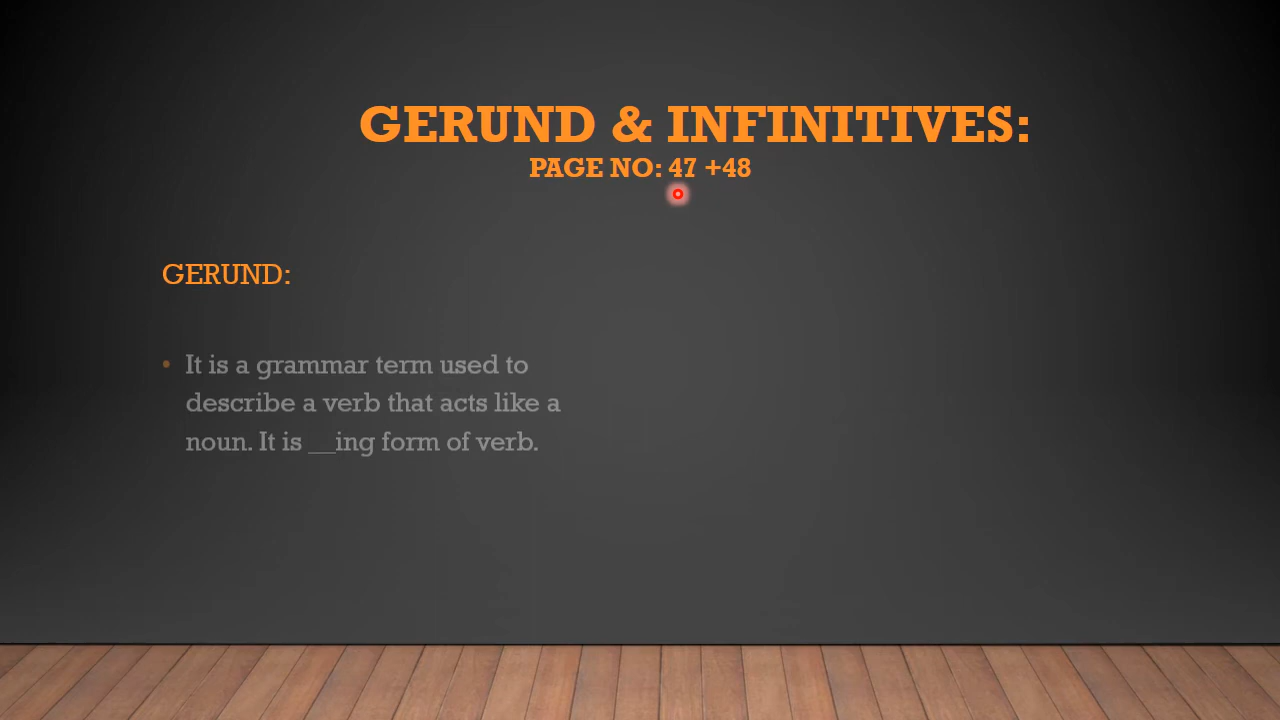 GERUND & INFINITIVES:
PAGE NO: 47 +48
GERUND:
• It is a grammar term used to
describe a verb that acts like a
noun. It is __ing form of verb.